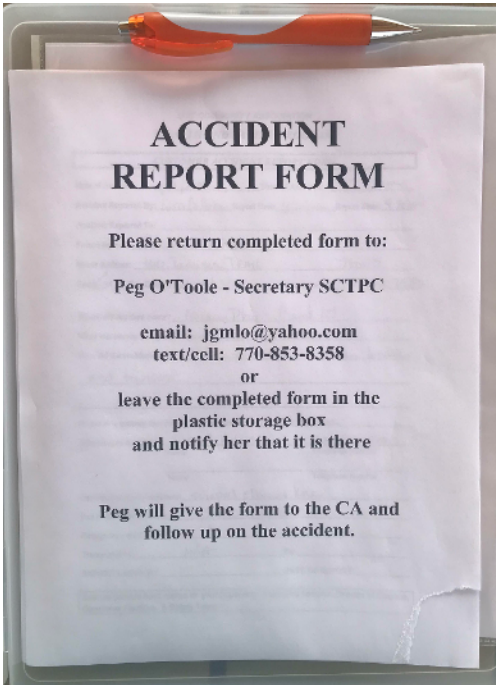 ACCIDENT
REPORT FORM
Please return completed form to:
Peg O'Toole - Secretary SCTPC
email: jgmlo@yahoo.com
text/cell: 770-853-8358
or
leave the completed form in the
plastic storage box
and notify her that it is there
Peg will give the form to the CA and
follow up on the accident.